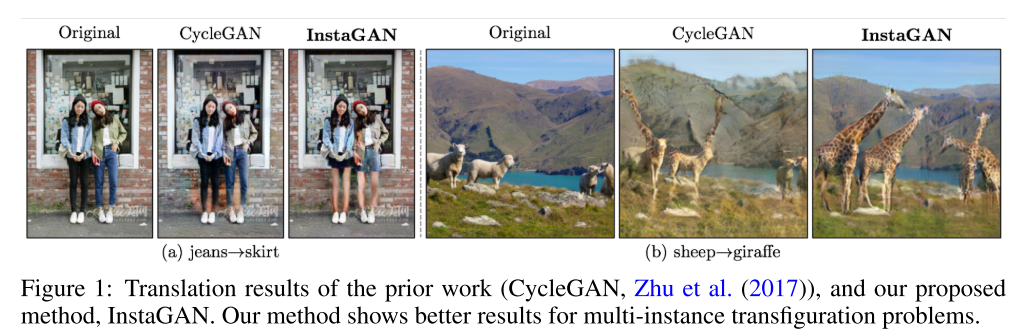 Original CycleGAN InstaGAN Original CycleGAN InstaGAN
(a) jeans→skirt (b) sheep→giraffe
Figure 1: Translation results of the prior work (CycleGAN, Zhu et al. (2017)), and our proposed
method, InstaGAN. Our method shows better results for multi-instance transfiguration problems.